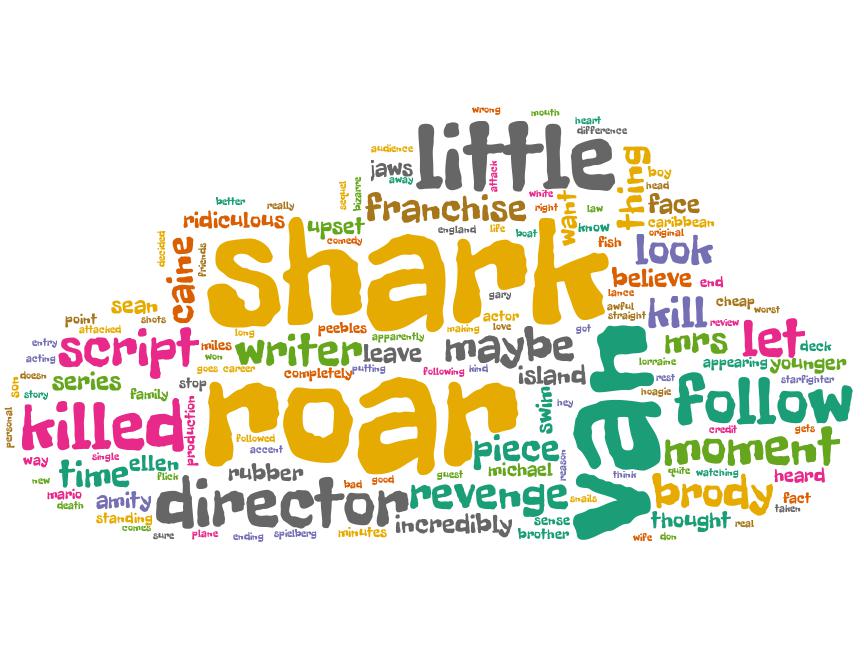 wrong
mouth
heart
difference
little
audience
jaws
away
attack
thing
boy
head
sequel
bizarre
franchise
white
right
want
law
know
face
caribbean
original
better
really
ridiculous
upset
comedy
england
life
boat
fish
look
decided
caine
friends
shark
believe
end
gary
lance
awful
straight
kill
cheap
worst
review
sean
shots
point
attacked
actor
love
making
got
entry
acting
script
miles
won
long
writer
peebles
apparently
leave
maybe
mrs
let
deck
lorraine
appearing
younger
son
doesn
series
story
family
stop
goes
career
completely
putting
following
kind
island
rest
hoagie
starfighter
personal
killed
production
roar
swim
hey
van
follow
credit
gets
way
single
followed
accent
piece
reason
moment
new
time
ellen
flick
rubber
bad
good
guest
michael
think
quite
watching
heard
mario
death
amity
director
revenge
snails
brody
fact
taken
standing
comes
sure
plane
ending
spielberg
minutes
incredibly
sense
brother
thought
real
wife
don